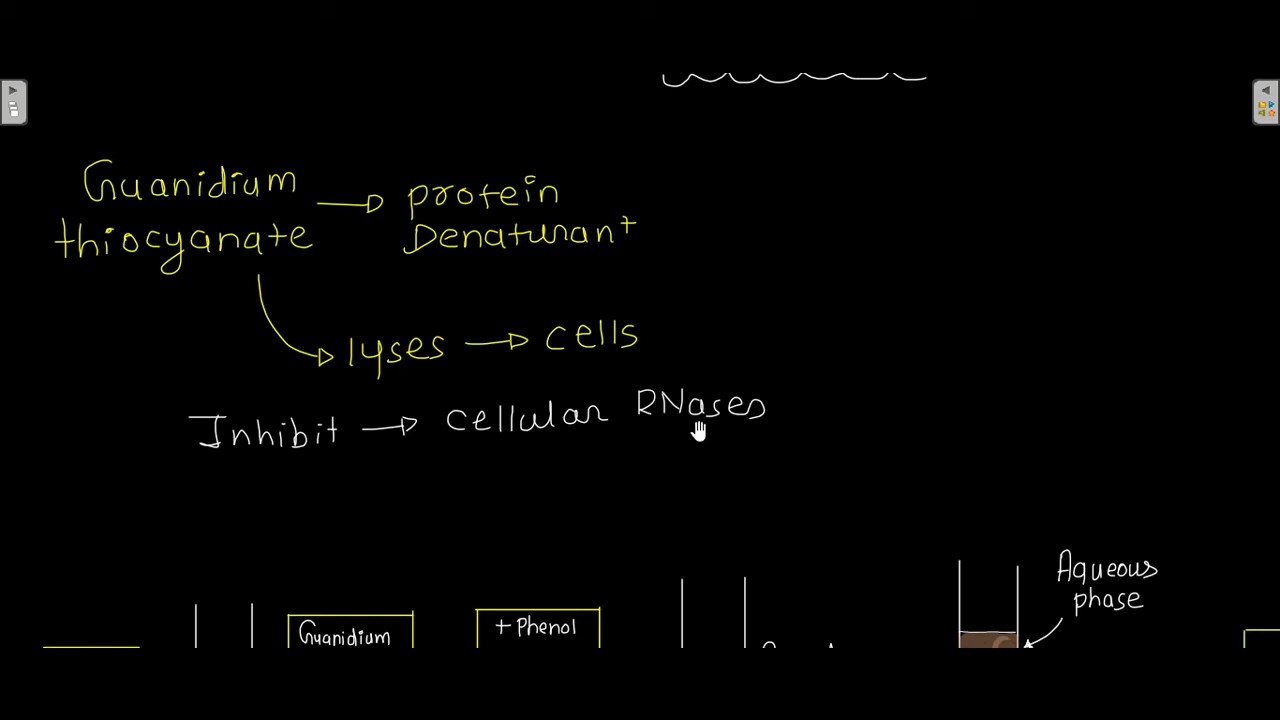 Guanidium
thiocyanate
protein
Denaturant
lyses
cells
Inhibit
cellular RNases
Aqueous
phase
Guanidium
+ Phenol